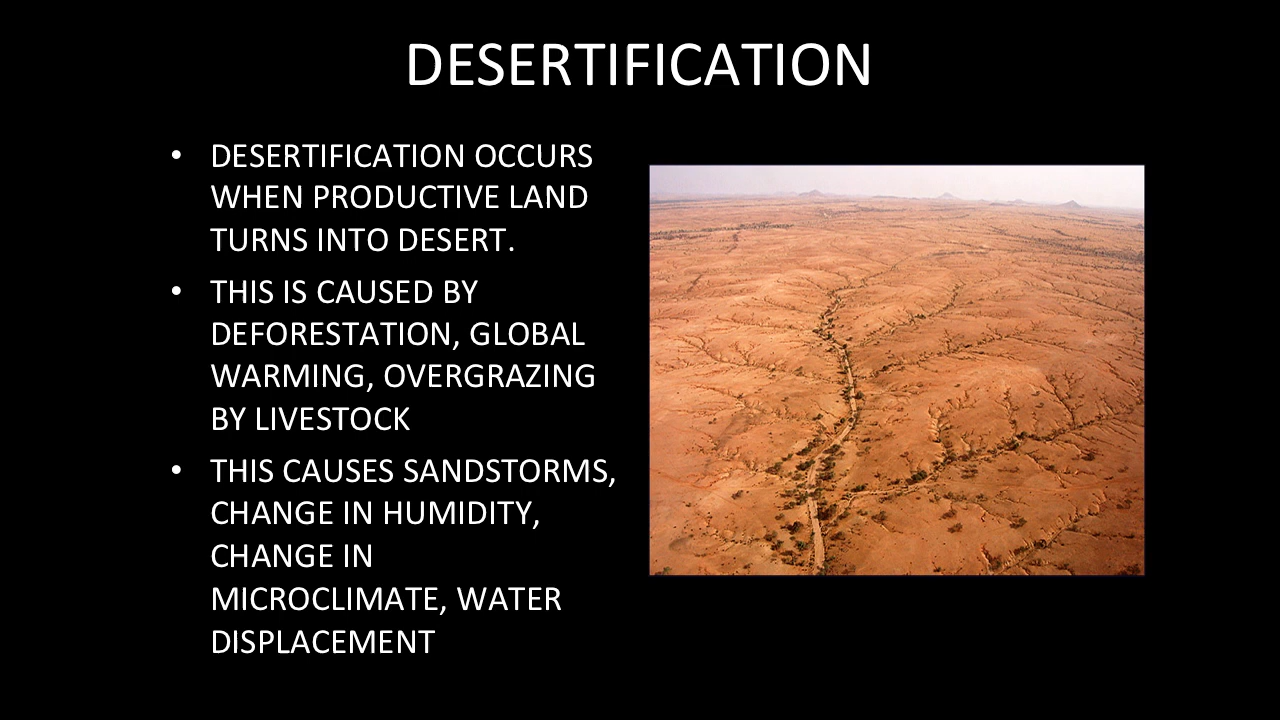 DESERTIFICATION
• DESERTIFICATION OCCURS
WHEN PRODUCTIVE LAND
TURNS INTO DESERT.
• THIS IS CAUSED BY
DEFORESTATION, GLOBAL
WARMING, OVERGRAZING
BY LIVESTOCK
• THIS CAUSES SANDSTORMS,
CHANGE IN HUMIDITY,
CHANGE IN
MICROCLIMATE, WATER
DISPLACEMENT